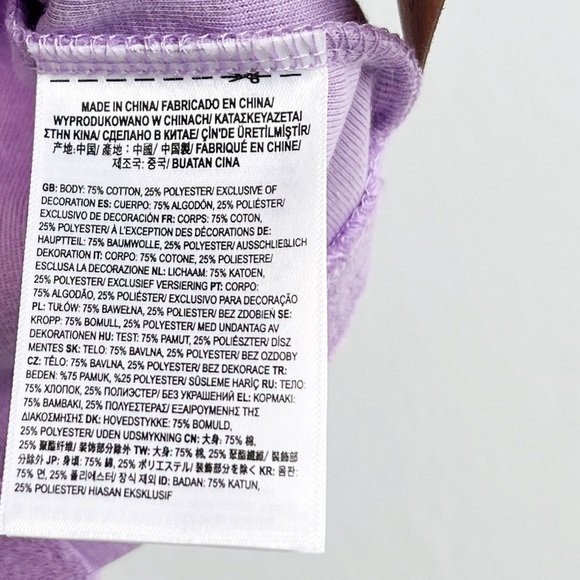 MADE IN CHINA/ FABRICADO EN CHINA/
WYPRODUKOWANO W CHINACH/ ΚΑΤΑΣΚΕΥΑΖΕΤΑΙ
ΣΤΗΝ ΚΙΝΑ/ СДЕЛАНО В КИТАЕ/ ÇİN'DE ÜRETİLMİŞTİR/
产地:中国/ 產地: 中國/ 中国製/ FABRIQUÉ EN CHINE/
제조국: 중국/ BUATAN CINA
GB: BODY: 75% COTTON, 25% POLYESTER/ EXCLUSIVE OF
DECORATION ES: CUERPO: 75% ALGODÓN, 25% POLIÉSTER/
EXCLUSIVO DE DECORACIÓN FR: CORPS: 75% COTON,
25% POLYESTER/ À L'EXCEPTION DES DÉCORATIONS DE:
HAUPTTEIL: 75% BAUMWOLLE, 25% POLYESTER/ AUSSCHLIEẞLICH
DEKORATION IT: CORPO: 75% COTONE, 25% POLIESTERE/
ESCLUSA LA DECORAZIONE NL: LICHAAM: 75% KATOEN,
25% POLYESTER/ EXCLUSIEF VERSIERING PT: CORPO:
75% ALGODÃO, 25% POLIÉSTER/ EXCLUSIVO PARA DECORAÇÃO
PL: TUŁÓW: 75% BAWEŁNA, 25% POLIESTER/ BEZ ZDOBIEŃ SE:
KROPP: 75% BOMULL, 25% POLYESTER/ MED UNDANTAG AV
DEKORATIONEN HU: TEST: 75% PAMUT, 25% POLIÉSZTER/ DÍSZ
MENTES SK: TELO: 75% BAVLNA, 25% POLYESTER/ BEZ OZDOBY
CZ: TĚLO: 75% BAVLNA, 25% POLYESTER/ BEZ DEKORACE TR:
BEDEN: %75 PAMUK, %25 POLYESTER/ SÜSLEME HARİÇ RU: ТЕЛО:
75% ХЛОПОК, 25% ПОЛИЭСТЕР/ БЕЗ УКРАШЕНИЙ EL: ΚΟΡΜΑΚΙ:
75% ΒΑΜΒΑΚΙ, 25% ΠΟΛΥΕΣΤΕΡΑΣ/ ΕΞΑΙΡΟΥΜΕΝΗΣ ΤΗΣ
ΔΙΑΚΟΣΜΗΣΗΣ DK: HOVEDSTYKKE: 75% BOMULD,
25% POLYESTER/ UDEN UDSMYKNING CN: 大身: 75% 棉,
25% 聚酯纤维/ 装饰部分除外 TW: 大身: 75% 棉, 25% 聚酯纖維/ 裝飾部
分除外 JP: 身頃: 75% 綿, 25% ポリエステル/ 装飾部分を除く KR: 몸판:
75% 면, 25% 폴리에스터/ 장식 제외 ID: BADAN: 75% KATUN,
25% POLIESTER/ HIASAN EKSKLUSIF